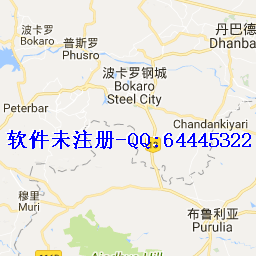 丹巴德
Dhanba
波卡罗
Bokaro
普斯罗
Phusro
波卡罗钢城
Bokaro
Steel City
Peterbar
Chandankiyari
软件未注册-QQ:64445322
穆里
Muri
布鲁利亚
Purulia